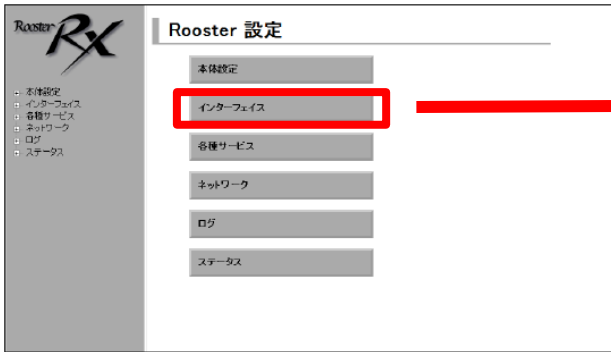 Rooster RX
本体設定
インターフェイス
各種サービス
ネットワーク
ログ
ステータス
Rooster 設定
本体設定
インターフェイス
各種サービス
ネットワーク
ログ
ステータス